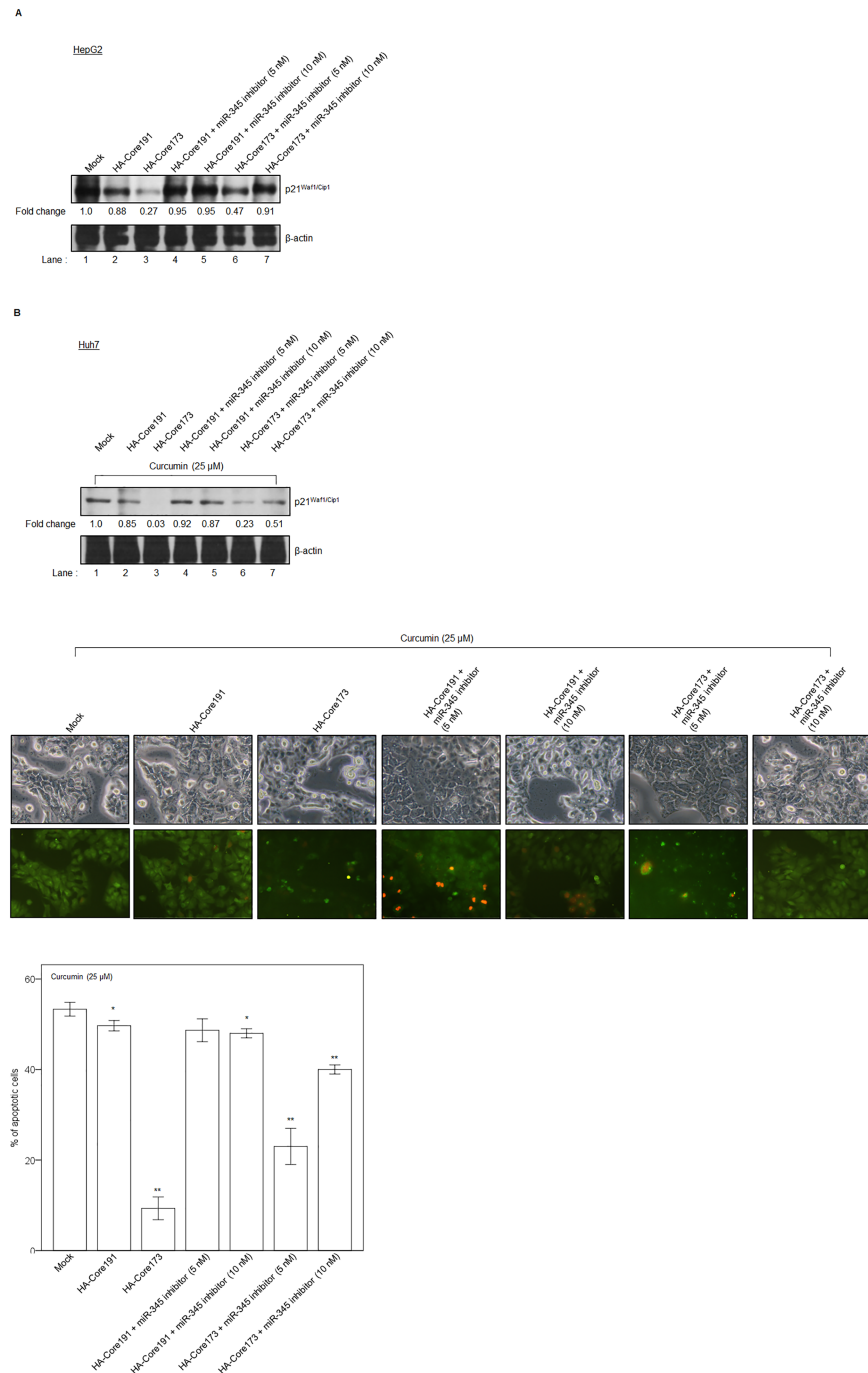 A
HepG2
Mock
HA-Core191
HA-Core173
HA-Core191 + miR-345 inhibitor (5 nM)
HA-Core191 + miR-345 inhibitor (10 nM)
HA-Core173 + miR-345 inhibitor (5 nM)
HA-Core173 + miR-345 inhibitor (10 nM)
p21Waf1/Cip1
Fold change 1.0 0.88 0.27 0.95 0.95 0.47 0.91
β-actin
Lane : 1 2 3 4 5 6 7
B
Huh7
Mock
HA-Core191
HA-Core173
HA-Core191 + miR-345 inhibitor (5 nM)
HA-Core191 + miR-345 inhibitor (10 nM)
HA-Core173 + miR-345 inhibitor (5 nM)
HA-Core173 + miR-345 inhibitor (10 nM)
Curcumin (25 μM)
p21Waf1/Cip1
Fold change 1.0 0.85 0.03 0.92 0.87 0.23 0.51
β-actin
Lane : 1 2 3 4 5 6 7
Curcumin (25 μM)
Mock
HA-Core191
HA-Core173
HA-Core191 +
miR-345 inhibitor
(5 nM)
HA-Core191 +
miR-345 inhibitor
(10 nM)
HA-Core173 +
miR-345 inhibitor
(5 nM)
HA-Core173 +
miR-345 inhibitor
(10 nM)
Curcumin (25 μM)
% of apoptotic cells
60
40
20
0
*
**
*
**
**
Mock
HA-Core191
HA-Core173
HA-Core191 + miR-345 inhibitor (5 nM)
HA-Core191 + miR-345 inhibitor (10 nM)
HA-Core173 + miR-345 inhibitor (5 nM)
HA-Core173 + miR-345 inhibitor (10 nM)